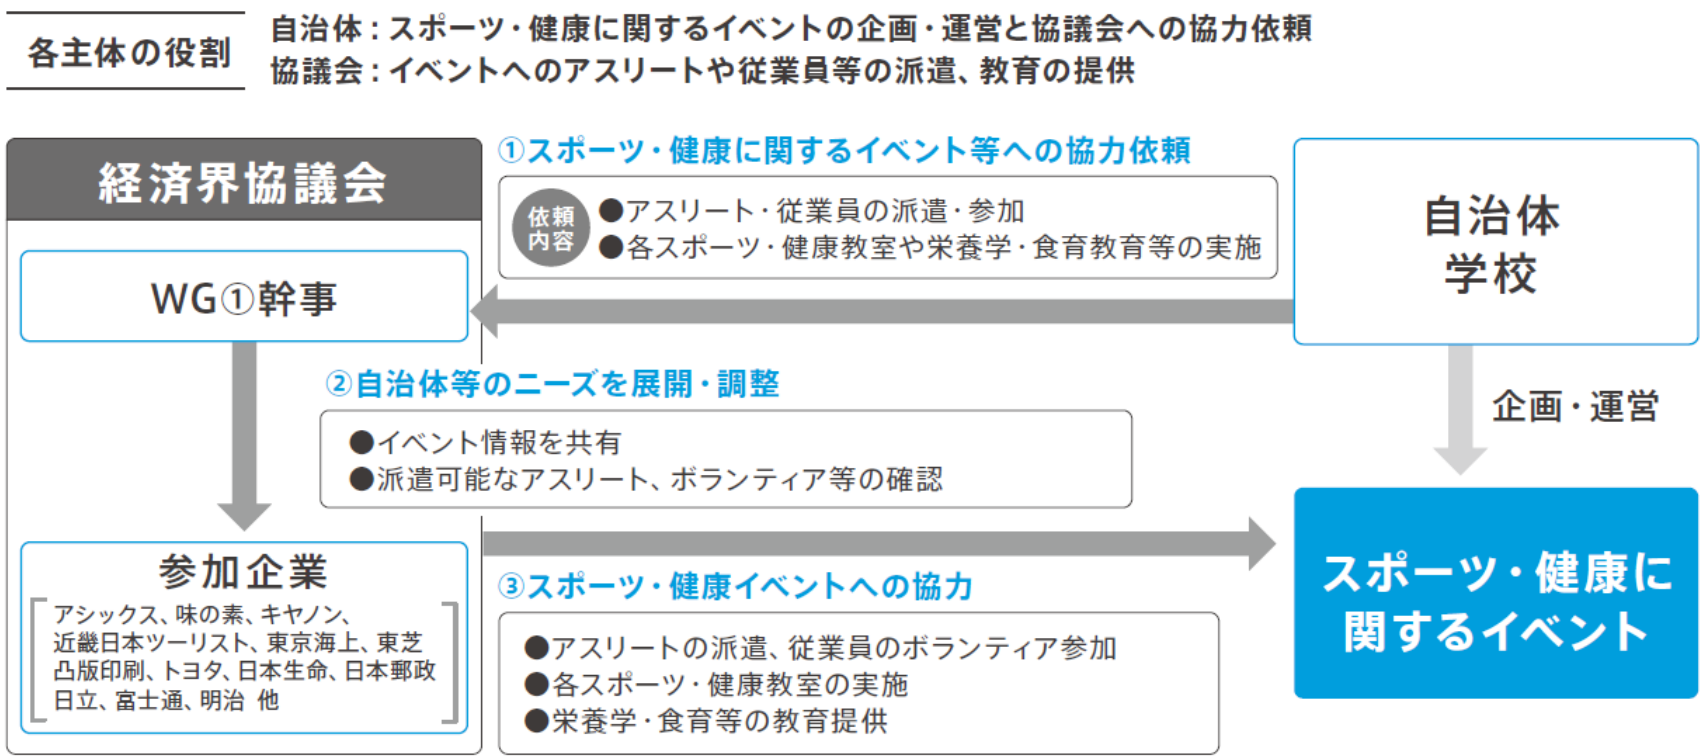 各主体の役割
自治体：スポーツ・健康に関するイベントの企画・運営と協議会への協力依頼
協議会：イベントへのアスリートや従業員等の派遣、教育の提供
経済界協議会
①スポーツ・健康に関するイベント等への協力依頼
依頼
内容
●アスリート・従業員の派遣・参加
●各スポーツ・健康教室や栄養学・食育教育等の実施
自治体
学校
WG①幹事
②自治体等のニーズを展開・調整
●イベント情報を共有
●派遣可能なアスリート、ボランティア等の確認
企画・運営
参加企業
アシックス、味の素、キヤノン、
近畿日本ツーリスト、東京海上、東芝
凸版印刷、トヨタ、日本生命、日本郵政
日立、富士通、明治 他
③スポーツ・健康イベントへの協力
●アスリートの派遣、従業員のボランティア参加
●各スポーツ・健康教室の実施
●栄養学・食育等の教育提供
スポーツ・健康に
関するイベント